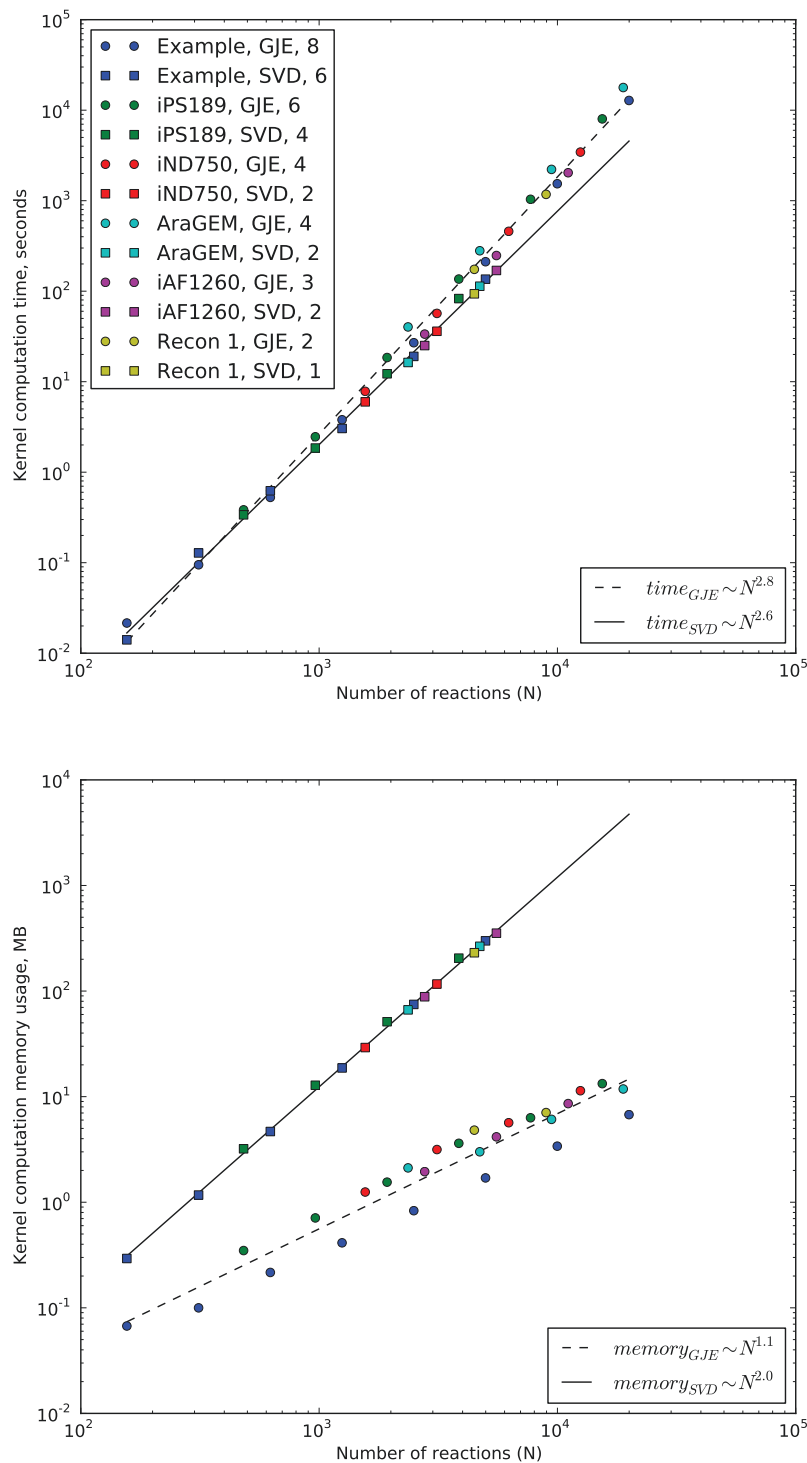 10^5
10^4
10^3
10^2
10^1
10^0
10^-1
10^-2
Kernel computation time, seconds
Example, GJE, 8
Example, SVD, 6
iPS189, GJE, 6
iPS189, SVD, 4
iND750, GJE, 4
iND750, SVD, 2
AraGEM, GJE, 4
AraGEM, SVD, 2
iAF1260, GJE, 3
iAF1260, SVD, 2
Recon 1, GJE, 2
Recon 1, SVD, 1
time_GJE ~ N^2.8
time_SVD ~ N^2.6
10^2 10^3 10^4 10^5
Number of reactions (N)
10^4
10^3
10^2
10^1
10^0
10^-1
10^-2
Kernel computation memory usage, MB
memory_GJE ~ N^1.1
memory_SVD ~ N^2.0
10^2 10^3 10^4 10^5
Number of reactions (N)